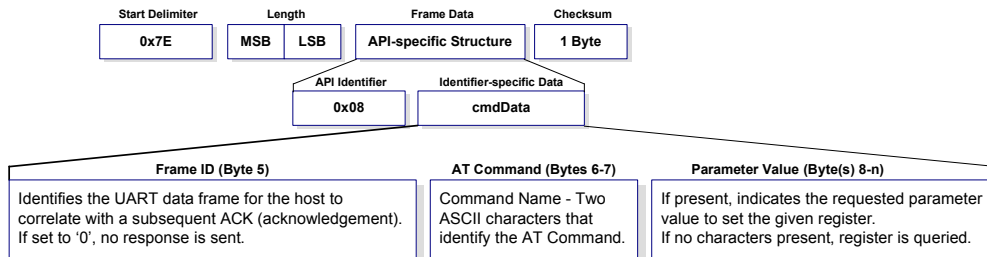 Start Delimiter Length Frame Data Checksum
0x7E MSB LSB API-specific Structure 1 Byte
API Identifier Identifier-specific Data
0x08 cmdData
Frame ID (Byte 5)
Identifies the UART data frame for the host to
correlate with a subsequent ACK (acknowledgement).
If set to ‘0’, no response is sent.
AT Command (Bytes 6-7)
Command Name - Two
ASCII characters that
identify the AT Command.
Parameter Value (Byte(s) 8-n)
If present, indicates the requested parameter
value to set the given register.
If no characters present, register is queried.